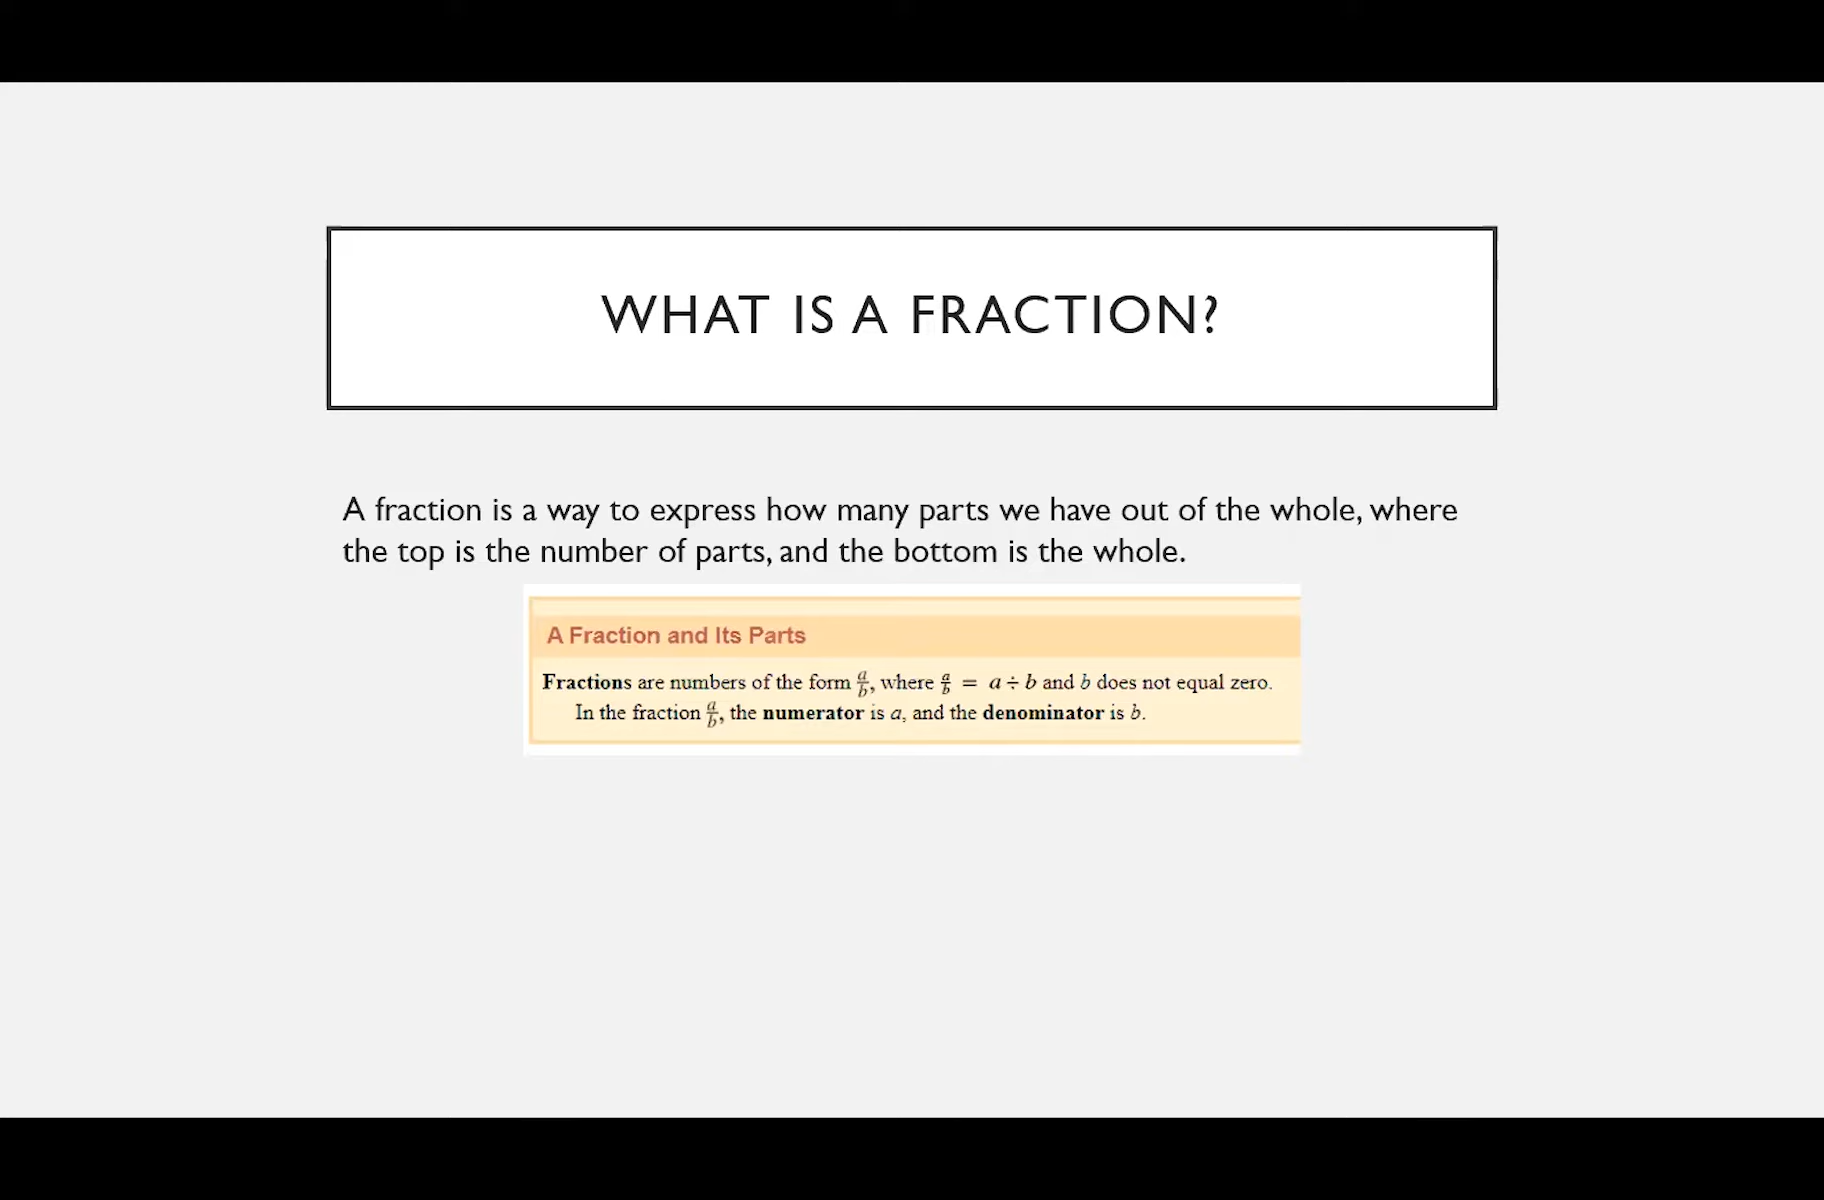 WHAT IS A FRACTION?
A fraction is a way to express how many parts we have out of the whole, where
the top is the number of parts, and the bottom is the whole.
A Fraction and Its Parts
Fractions are numbers of the form a/b, where a/b = a ÷ b and b does not equal zero.
In the fraction a/b, the numerator is a, and the denominator is b.